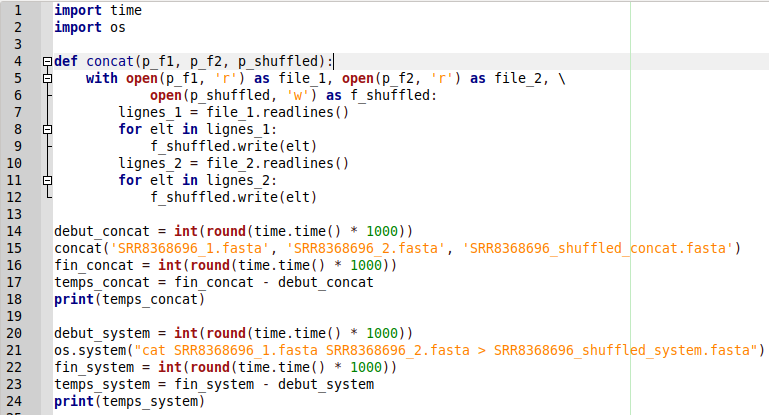 1 import time
2 import os
3
4 def concat(p_f1, p_f2, p_shuffled):
5     with open(p_f1, 'r') as file_1, open(p_f2, 'r') as file_2, \
6             open(p_shuffled, 'w') as f_shuffled:
7         lignes_1 = file_1.readlines()
8         for elt in lignes_1:
9             f_shuffled.write(elt)
10         lignes_2 = file_2.readlines()
11         for elt in lignes_2:
12             f_shuffled.write(elt)
13
14 debut_concat = int(round(time.time() * 1000))
15 concat('SRR8368696_1.fasta', 'SRR8368696_2.fasta', 'SRR8368696_shuffled_concat.fasta')
16 fin_concat = int(round(time.time() * 1000))
17 temps_concat = fin_concat - debut_concat
18 print(temps_concat)
19
20 debut_system = int(round(time.time() * 1000))
21 os.system("cat SRR8368696_1.fasta SRR8368696_2.fasta > SRR8368696_shuffled_system.fasta")
22 fin_system = int(round(time.time() * 1000))
23 temps_system = fin_system - debut_system
24 print(temps_system)